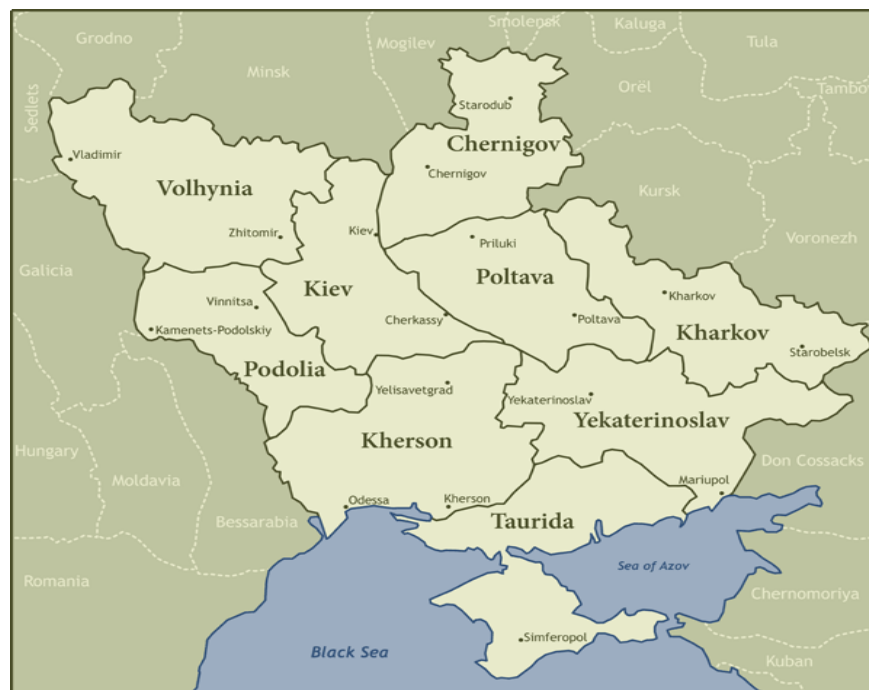 Smolensk
Kaluga
Grodno
Mogilev
Tula
Minsk
Orël
Tambov
Sedlets
Starodub
Chernigov
Vladimir
Chernigov
Volhynia
Kursk
Zhitomir
Kiev
Priluki
Voronezh
Galicia
Poltava
Kiev
Kharkov
Vinnitsa
Cherkassy
Poltava
Kamenets-Podolskiy
Kharkov
Starobelsk
Podolia
Yelisavetgrad
Yekaterinoslav
Yekaterinoslav
Kherson
Hungary
Don Cossacks
Moldavia
Mariupol
Odessa
Kherson
Bessarabia
Taurida
Romania
Sea of Azov
Chernomoriya
Simferopol
Black Sea
Kuban